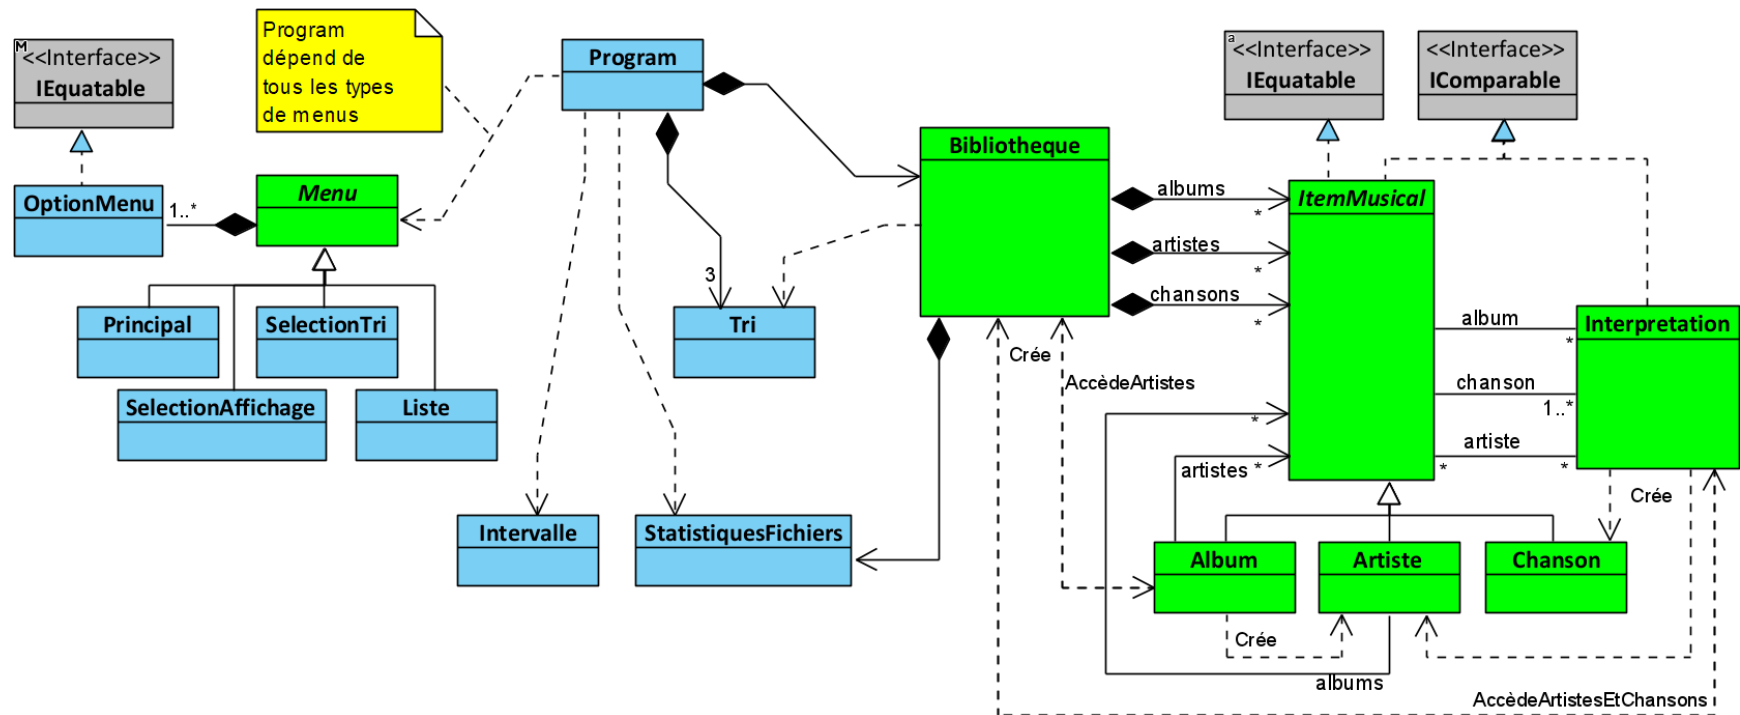 M
<<Interface>>
IEquatable
Program
dépend de
tous les types
de menus
Program
a
<<Interface>>
IEquatable
<<Interface>>
IComparable
Bibliotheque
OptionMenu
1..*
Menu
albums
*
artistes
*
chansons
*
ItemMusical
3
Principal
SelectionTri
Tri
SelectionAffichage
Liste
Crée
AccèdeArtistes
album
*
chanson
1..*
artiste
*
*
Interpretation
*
artistes
*
Crée
Intervalle
StatistiquesFichiers
Album
Artiste
Chanson
Crée
albums
AccèdeArtistesEtChansons